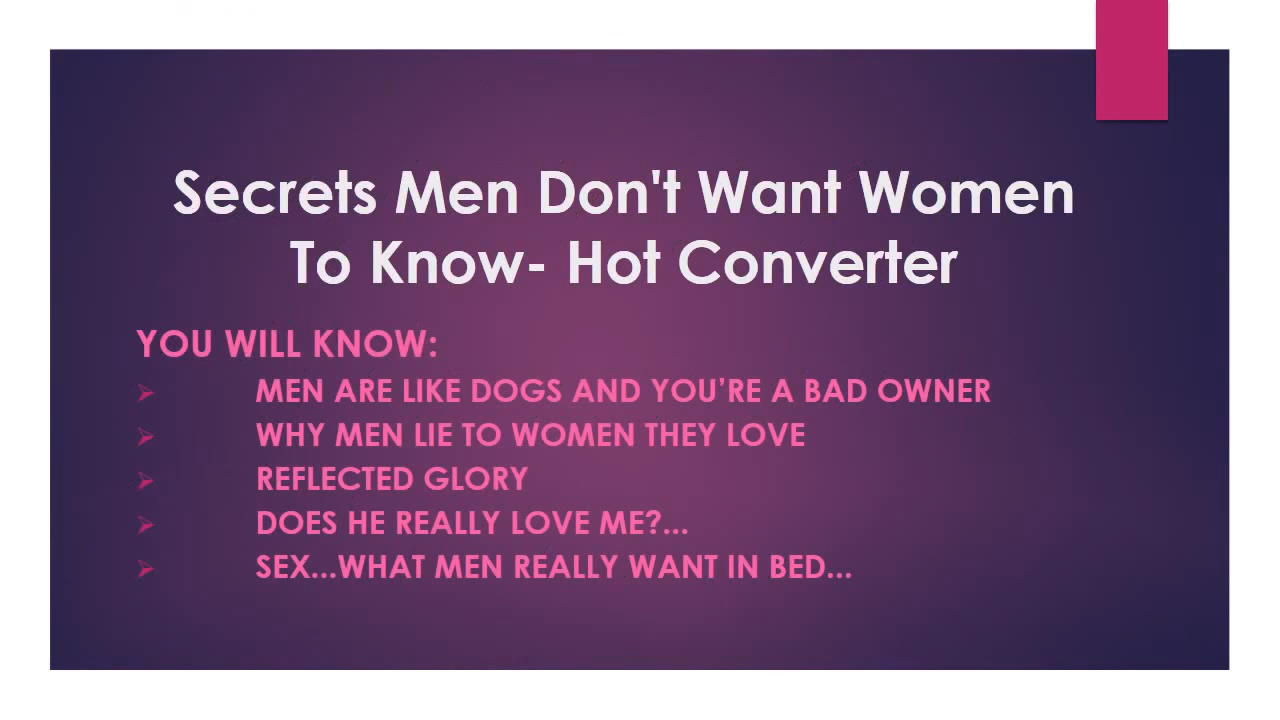 Secrets Men Don't Want Women
To Know- Hot Converter
YOU WILL KNOW:
MEN ARE LIKE DOGS AND YOU’RE A BAD OWNER
WHY MEN LIE TO WOMEN THEY LOVE
REFLECTED GLORY
DOES HE REALLY LOVE ME?...
SEX...WHAT MEN REALLY WANT IN BED...